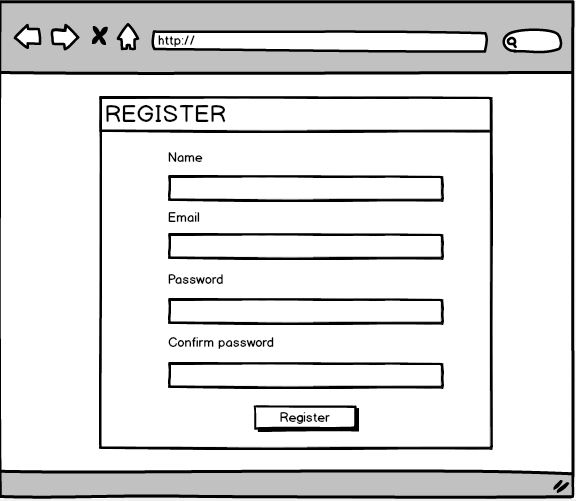 http://
REGISTER
Name
Email
Password
Confirm password
Register